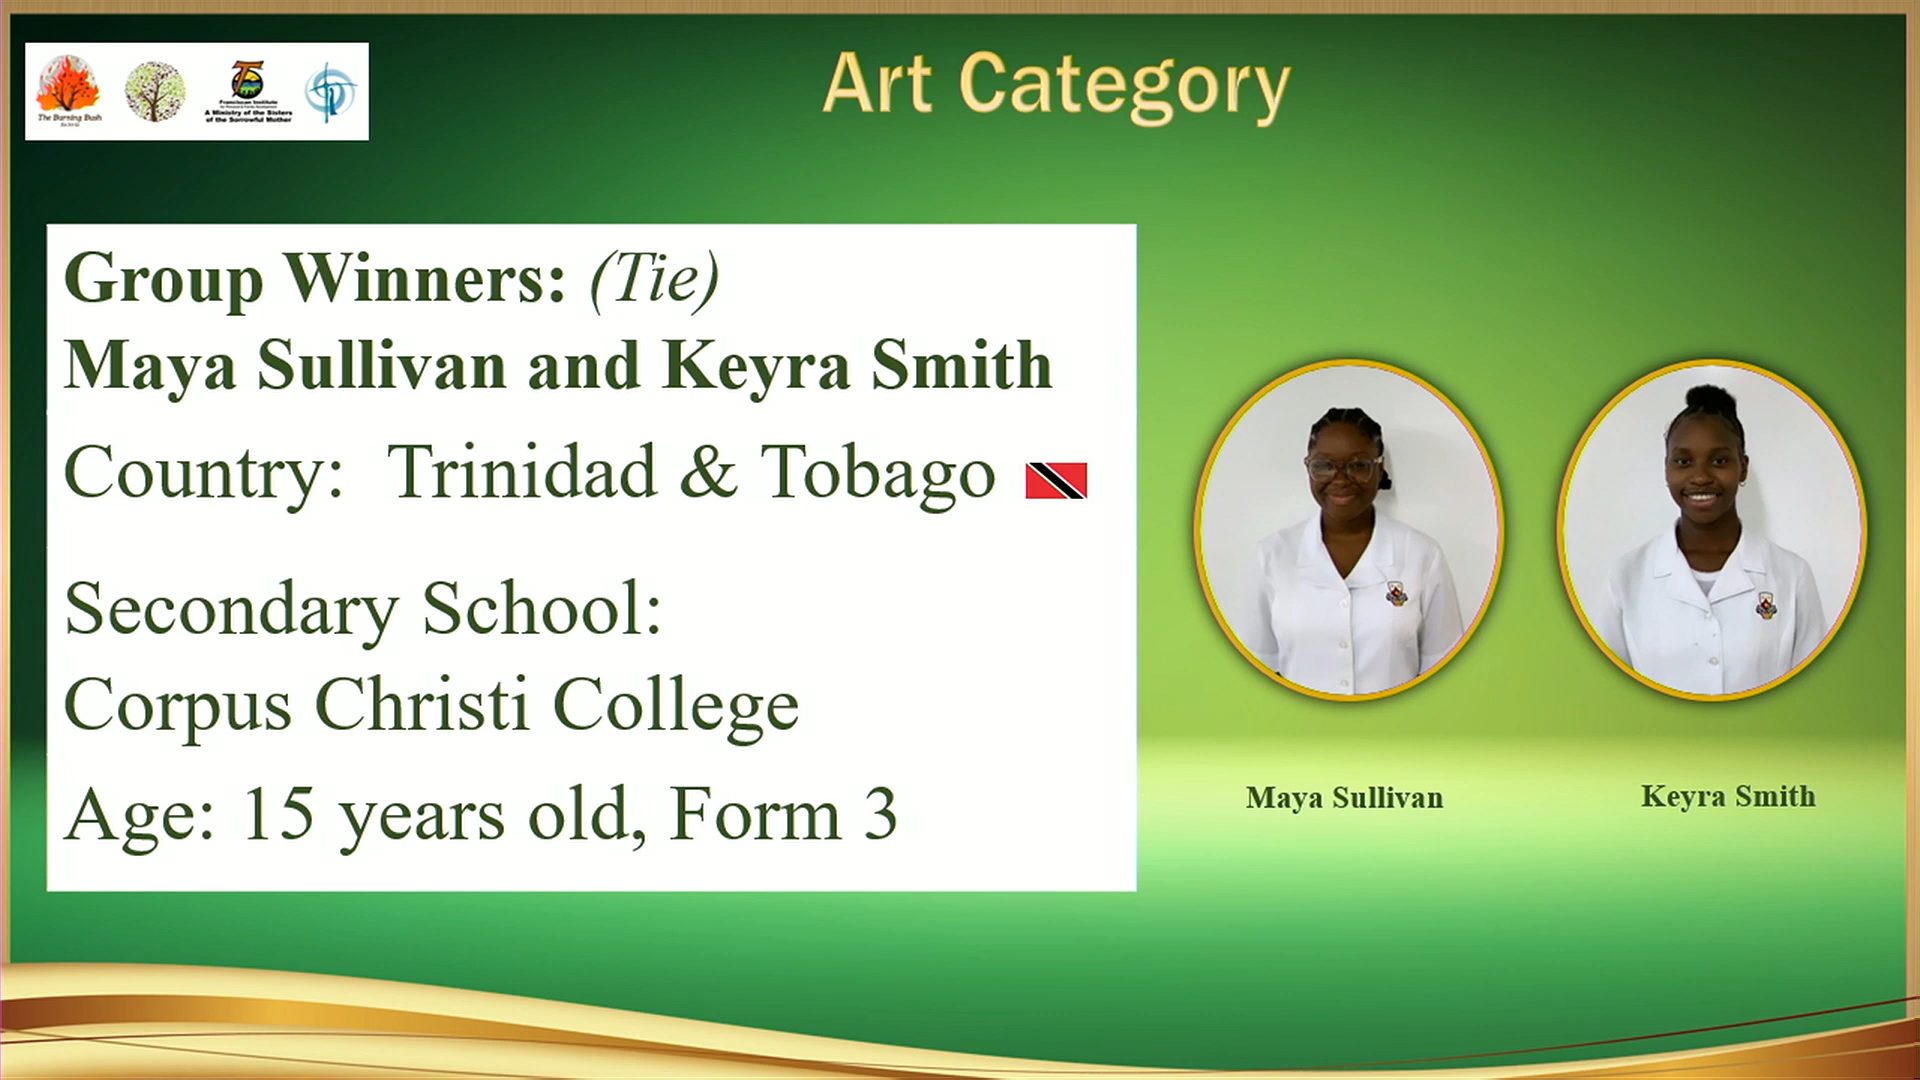 Art Category
The Burning Bush
Franciscan Institute
A Ministry of the Sisters
of the Sorrowful Mother
Group Winners: (Tie)
Maya Sullivan and Keyra Smith
Country: Trinidad & Tobago
Secondary School:
Corpus Christi College
Age: 15 years old, Form 3
Maya Sullivan
Keyra Smith